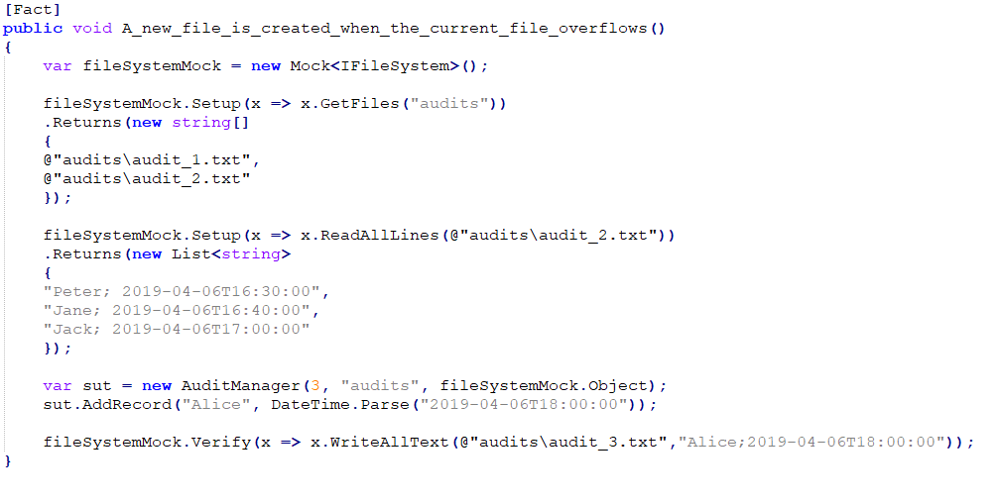 [Fact]
public void A_new_file_is_created_when_the_current_file_overflows()
{
    var fileSystemMock = new Mock<IFileSystem>();

    fileSystemMock.Setup(x => x.GetFiles("audits"))
    .Returns(new string[]
    {
    @"audits\audit_1.txt",
    @"audits\audit_2.txt"
    });

    fileSystemMock.Setup(x => x.ReadAllLines(@"audits\audit_2.txt"))
    .Returns(new List<string>
    {
    "Peter; 2019-04-06T16:30:00",
    "Jane; 2019-04-06T16:40:00",
    "Jack; 2019-04-06T17:00:00"
    });

    var sut = new AuditManager(3, "audits", fileSystemMock.Object);
    sut.AddRecord("Alice", DateTime.Parse("2019-04-06T18:00:00"));

    fileSystemMock.Verify(x => x.WriteAllText(@"audits\audit_3.txt","Alice;2019-04-06T18:00:00"));
}